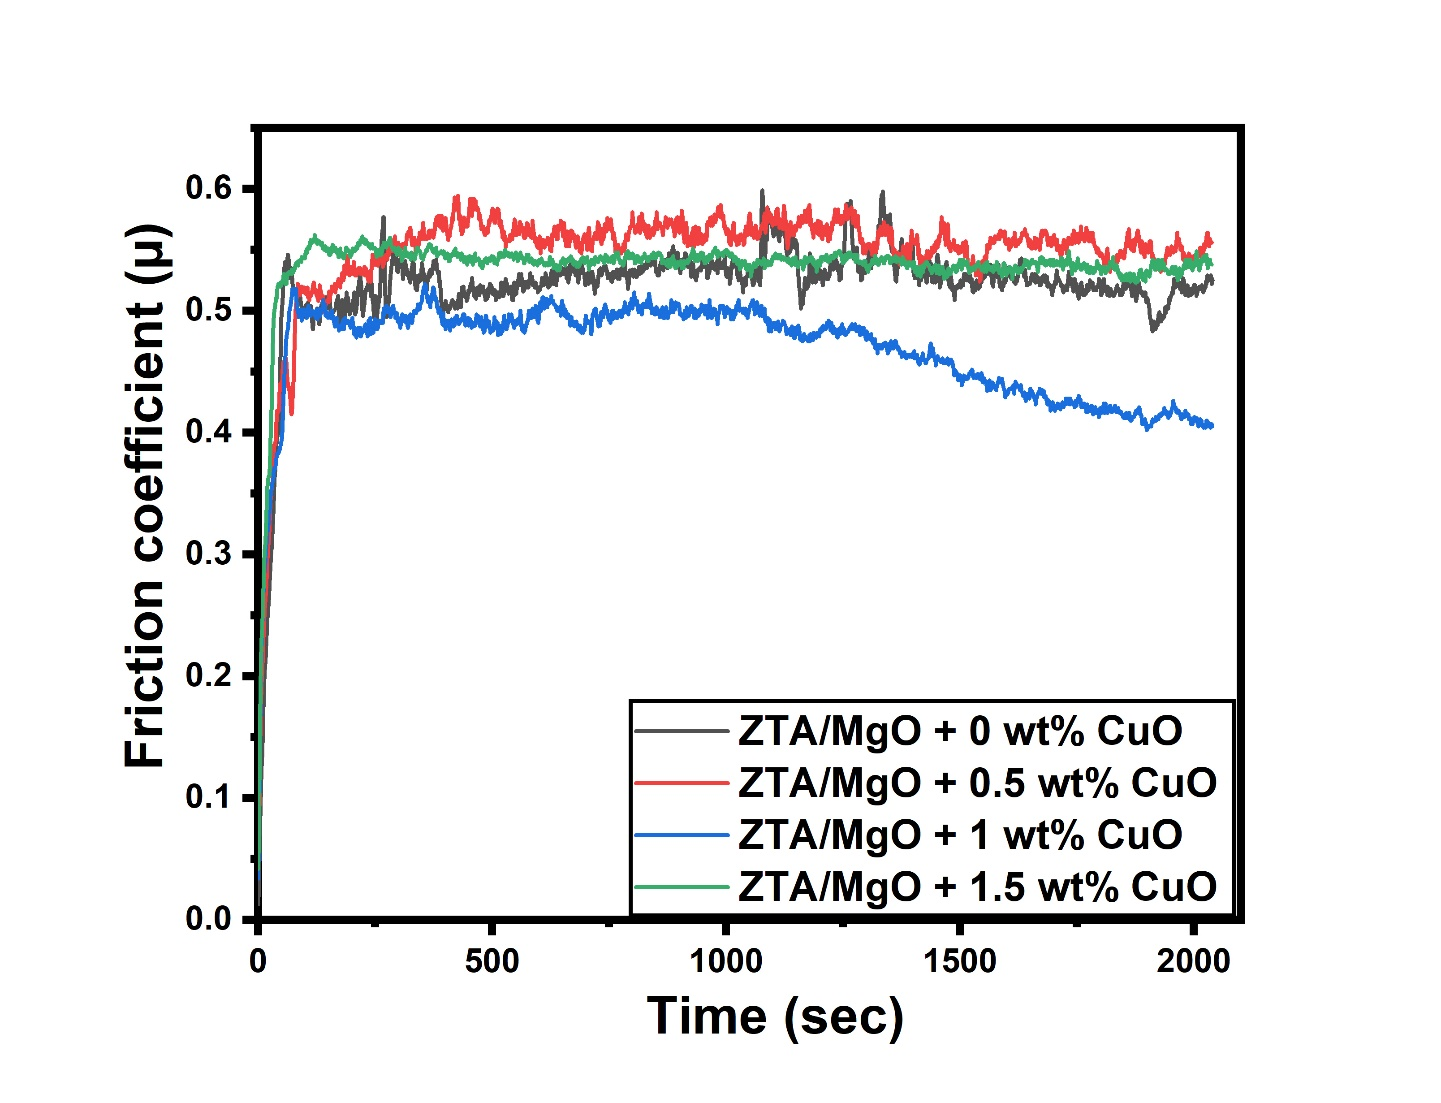 Friction coefficient (μ)
0.6
0.5
0.4
0.3
0.2
0.1
0.0
ZTA/MgO + 0 wt% CuO
ZTA/MgO + 0.5 wt% CuO
ZTA/MgO + 1 wt% CuO
ZTA/MgO + 1.5 wt% CuO
0 500 1000 1500 2000
Time (sec)